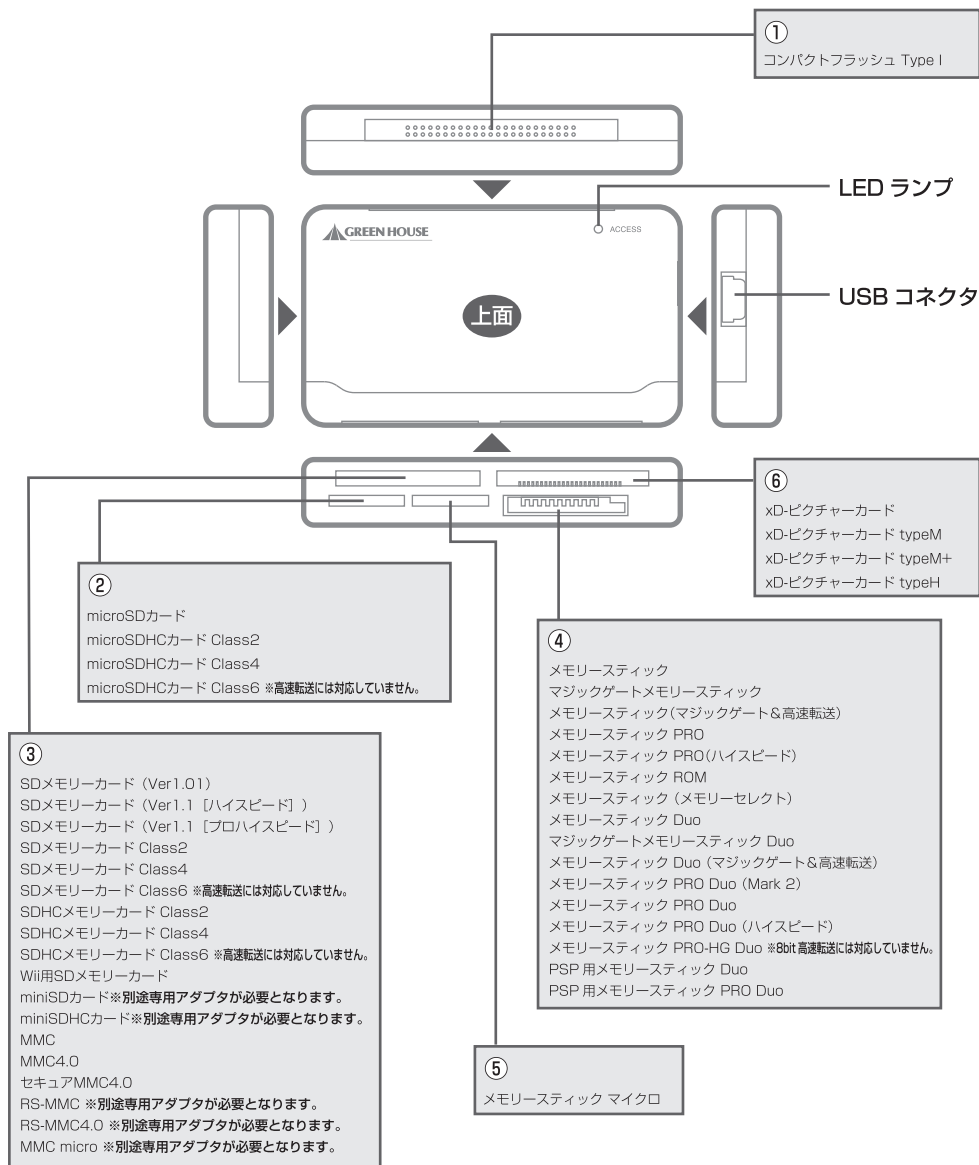 ①
コンパクトフラッシュ Type I
LED ランプ
GREEN HOUSE
ACCESS
USB コネクタ
上面
⑥
xD-ピクチャーカード
xD-ピクチャーカード typeM
xD-ピクチャーカード typeM+
xD-ピクチャーカード typeH
②
microSDカード
microSDHCカード Class2
microSDHCカード Class4
microSDHCカード Class6 ※高速転送には対応していません。
④
メモリースティック
マジックゲートメモリースティック
メモリースティック(マジックゲート＆高速転送)
メモリースティック PRO
メモリースティック PRO(ハイスピード)
メモリースティック ROM
メモリースティック (メモリーセレクト)
メモリースティック Duo
マジックゲートメモリースティック Duo
メモリースティック Duo (マジックゲート＆高速転送)
メモリースティック PRO Duo (Mark 2)
メモリースティック PRO Duo
メモリースティック PRO Duo (ハイスピード)
メモリースティック PRO-HG Duo ※8bit 高速転送には対応していません。
PSP 用メモリースティック Duo
PSP 用メモリースティック PRO Duo
③
SDメモリーカード（Ver1.01）
SDメモリーカード（Ver1.1［ハイスピード］）
SDメモリーカード（Ver1.1［プロハイスピード］）
SDメモリーカード Class2
SDメモリーカード Class4
SDメモリーカード Class6 ※高速転送には対応していません。
SDHCメモリーカード Class2
SDHCメモリーカード Class4
SDHCメモリーカード Class6 ※高速転送には対応していません。
Wii用SDメモリーカード
miniSDカード※別途専用アダプタが必要となります。
miniSDHCカード※別途専用アダプタが必要となります。
MMC
MMC4.0
セキュアMMC4.0
RS-MMC ※別途専用アダプタが必要となります。
RS-MMC4.0 ※別途専用アダプタが必要となります。
MMC micro ※別途専用アダプタが必要となります。
⑤
メモリースティック マイクロ